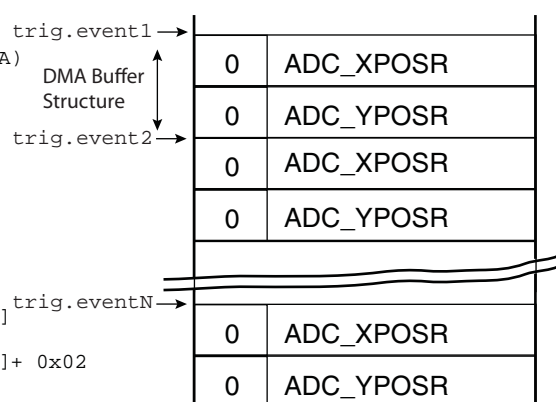 trig.event1
A)
DMA Buffer
Structure
0 ADC_XPOSR
0 ADC_YPOSR
trig.event2
0 ADC_XPOSR
0 ADC_YPOSR
trig.eventN
]
0 ADC_XPOSR
]+ 0x02
0 ADC_YPOSR